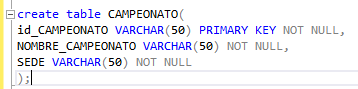 create table CAMPEONATO(
id_CAMPEONATO VARCHAR(50) PRIMARY KEY NOT NULL,
NOMBRE_CAMPEONATO VARCHAR(50) NOT NULL,
SEDE VARCHAR(50) NOT NULL
);